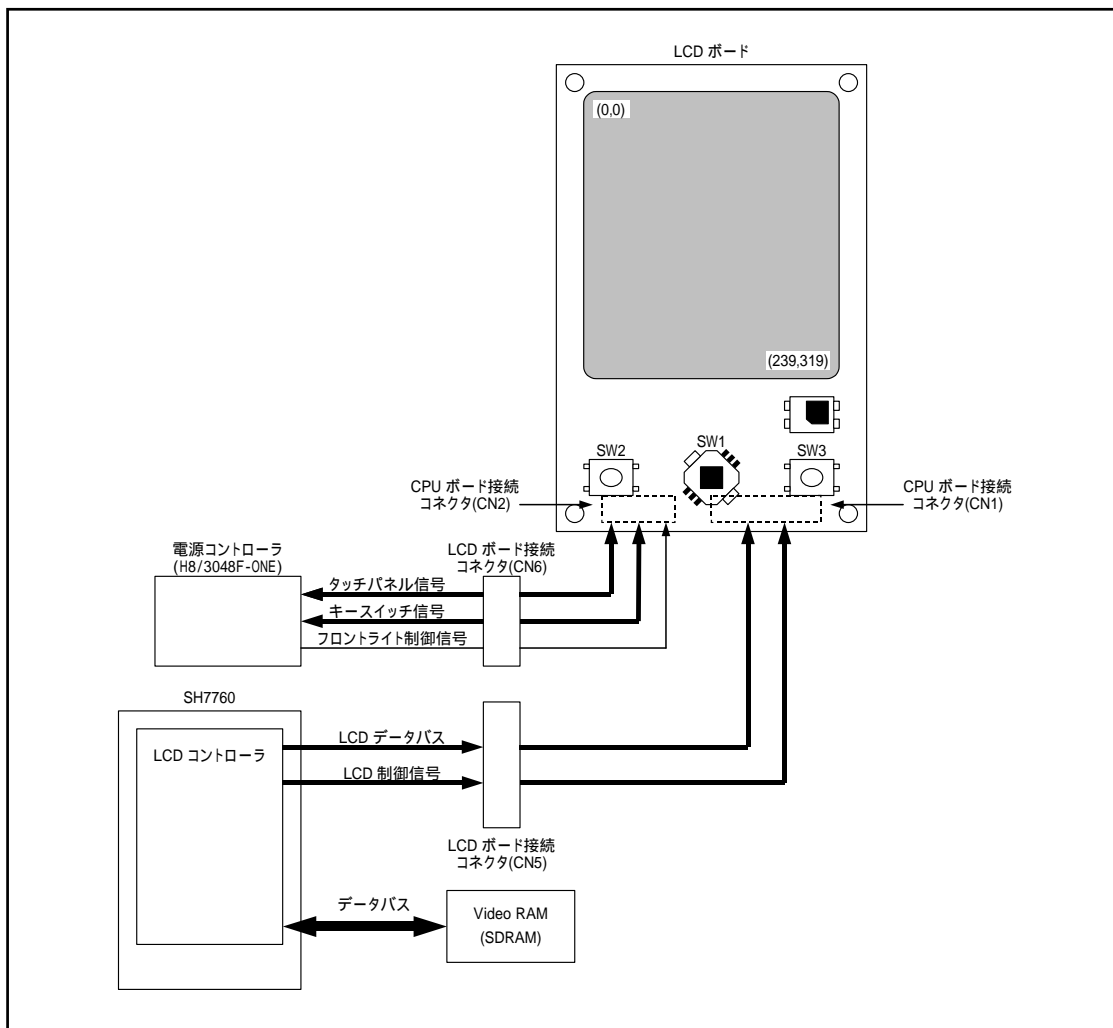 LCD ボード
(0,0)
(239,319)
SW2
SW1
SW3
CPU ボード接続
コネクタ(CN2)
CPU ボード接続
コネクタ(CN1)
電源コントローラ
(H8/3048F-ONE)
LCD ボード接続
コネクタ(CN6)
タッチパネル信号
キースイッチ信号
フロントライト制御信号
SH7760
LCD コントローラ
LCD データバス
LCD 制御信号
LCD ボード接続
コネクタ(CN5)
データバス
Video RAM
(SDRAM)